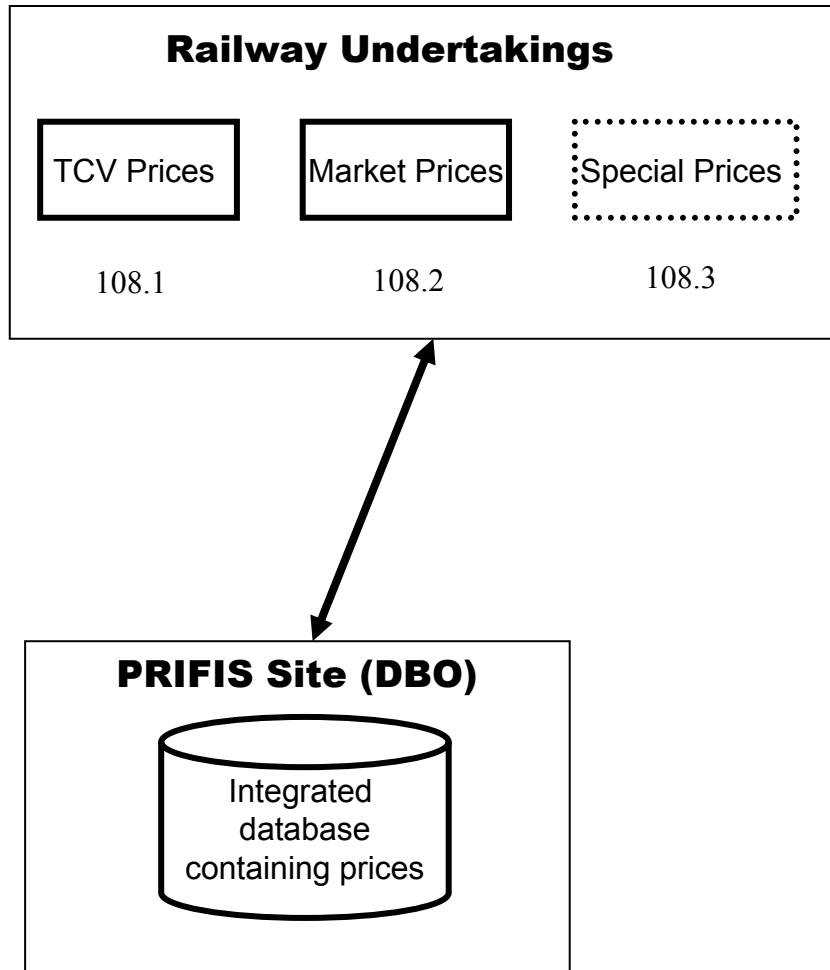 Railway Undertakings
TCV Prices
Market Prices
Special Prices
108.1
108.2
108.3
PRIFIS Site (DBO)
Integrated
database
containing prices